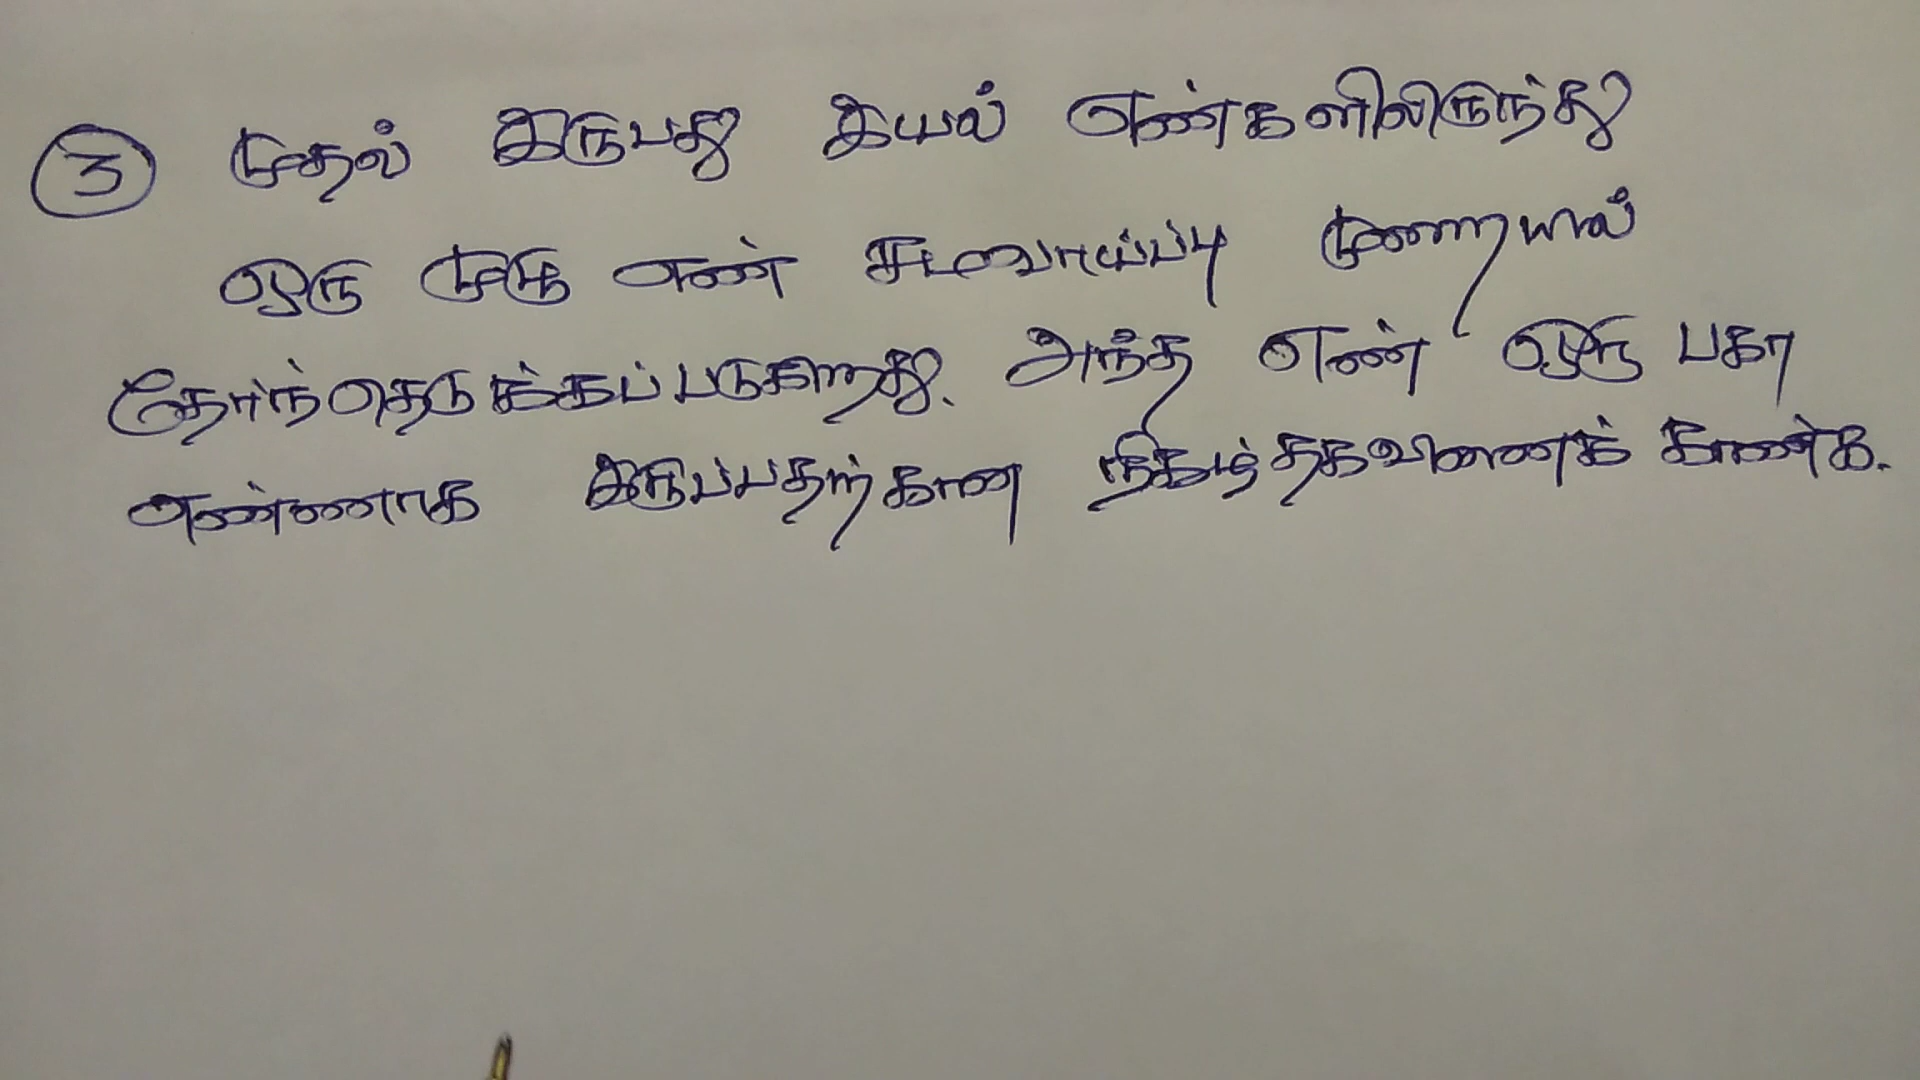 3 முதல் இருபது இயல் எண்களிலிருந்து
ஒரு முழு எண் சமவாய்ப்பு முறையில்
தேர்ந்தெடுக்கப்படுகிறது. அந்த எண் ஒரு பகா
எண்ணாக இருப்பதற்கான நிகழ்தகவினைக் காண்க.